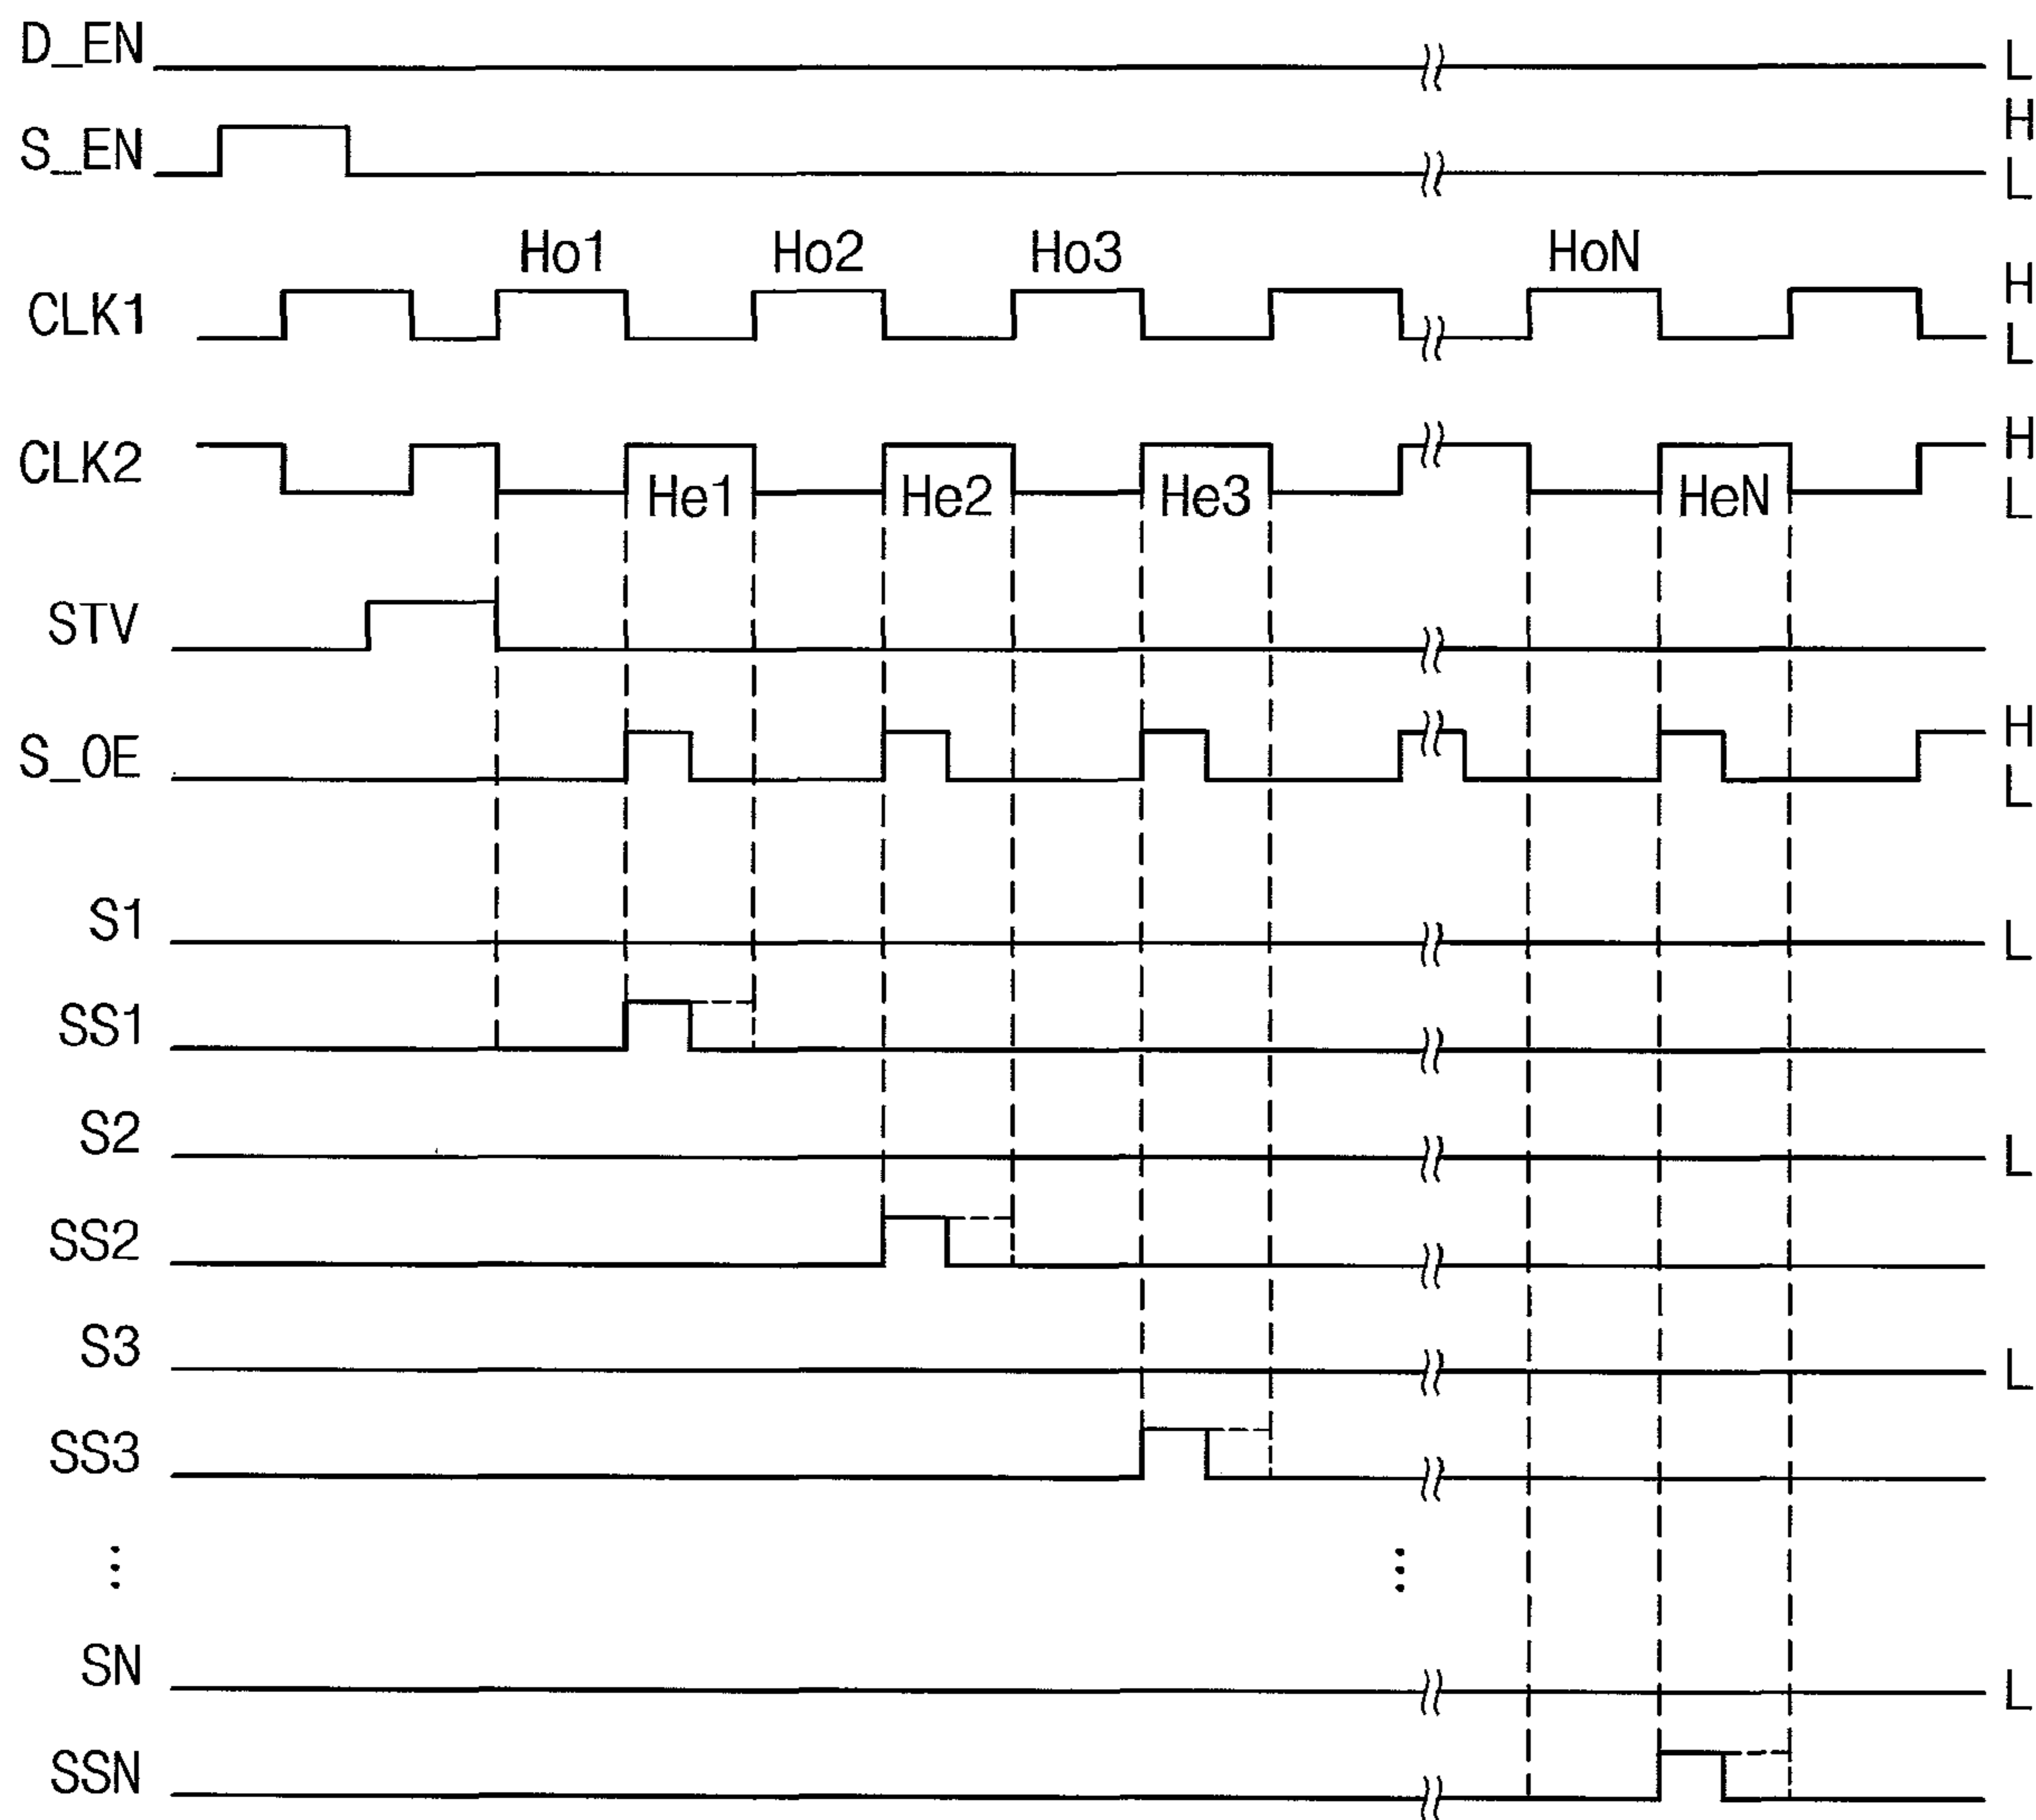 D_EN L
S_EN H L
Ho1 Ho2 Ho3 HoN
CLK1 H L
CLK2 H L
He1 He2 He3 HeN
STV
S_OE H L
S1 L
SS1
S2 L
SS2
S3 L
SS3
⋮ ⋮
SN L
SSN